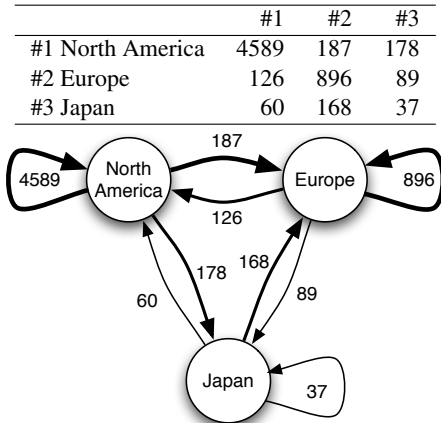 #1 #2 #3
#1 North America 4589 187 178
#2 Europe 126 896 89
#3 Japan 60 168 37
187
4589
North
America
Europe
896
126
178
168
89
60
Japan
37